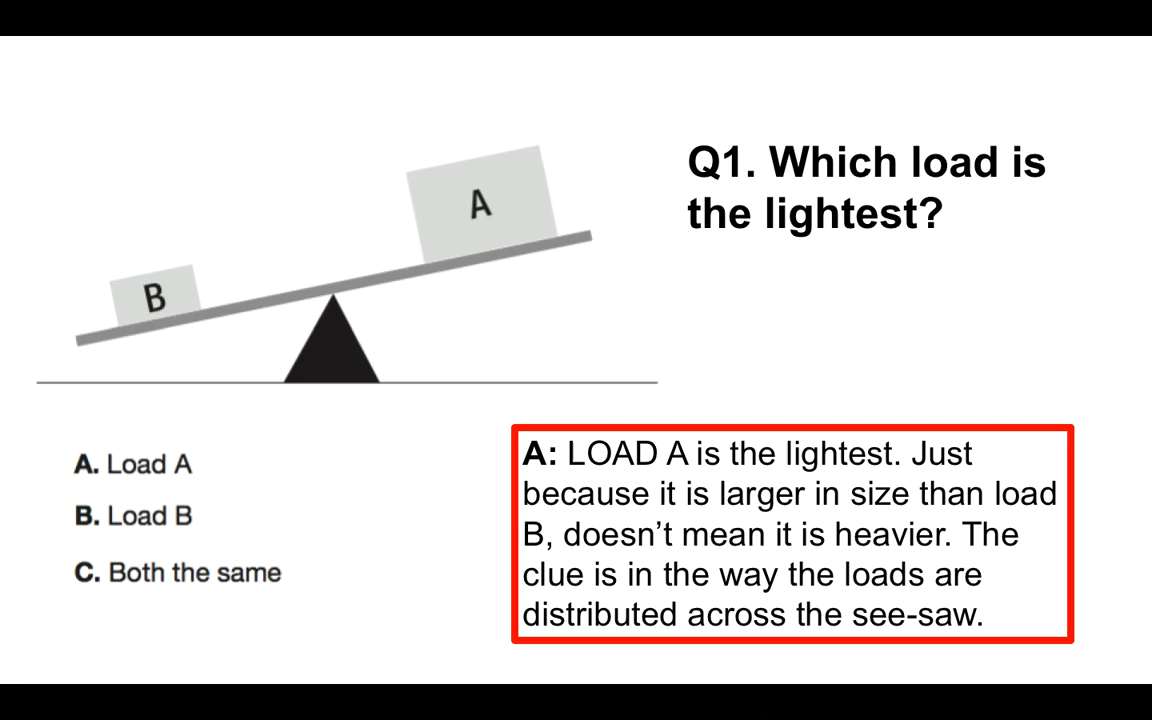 Q1. Which load is
the lightest?
A
B
A. Load A
B. Load B
C. Both the same
A: LOAD A is the lightest. Just
because it is larger in size than load
B, doesn’t mean it is heavier. The
clue is in the way the loads are
distributed across the see-saw.